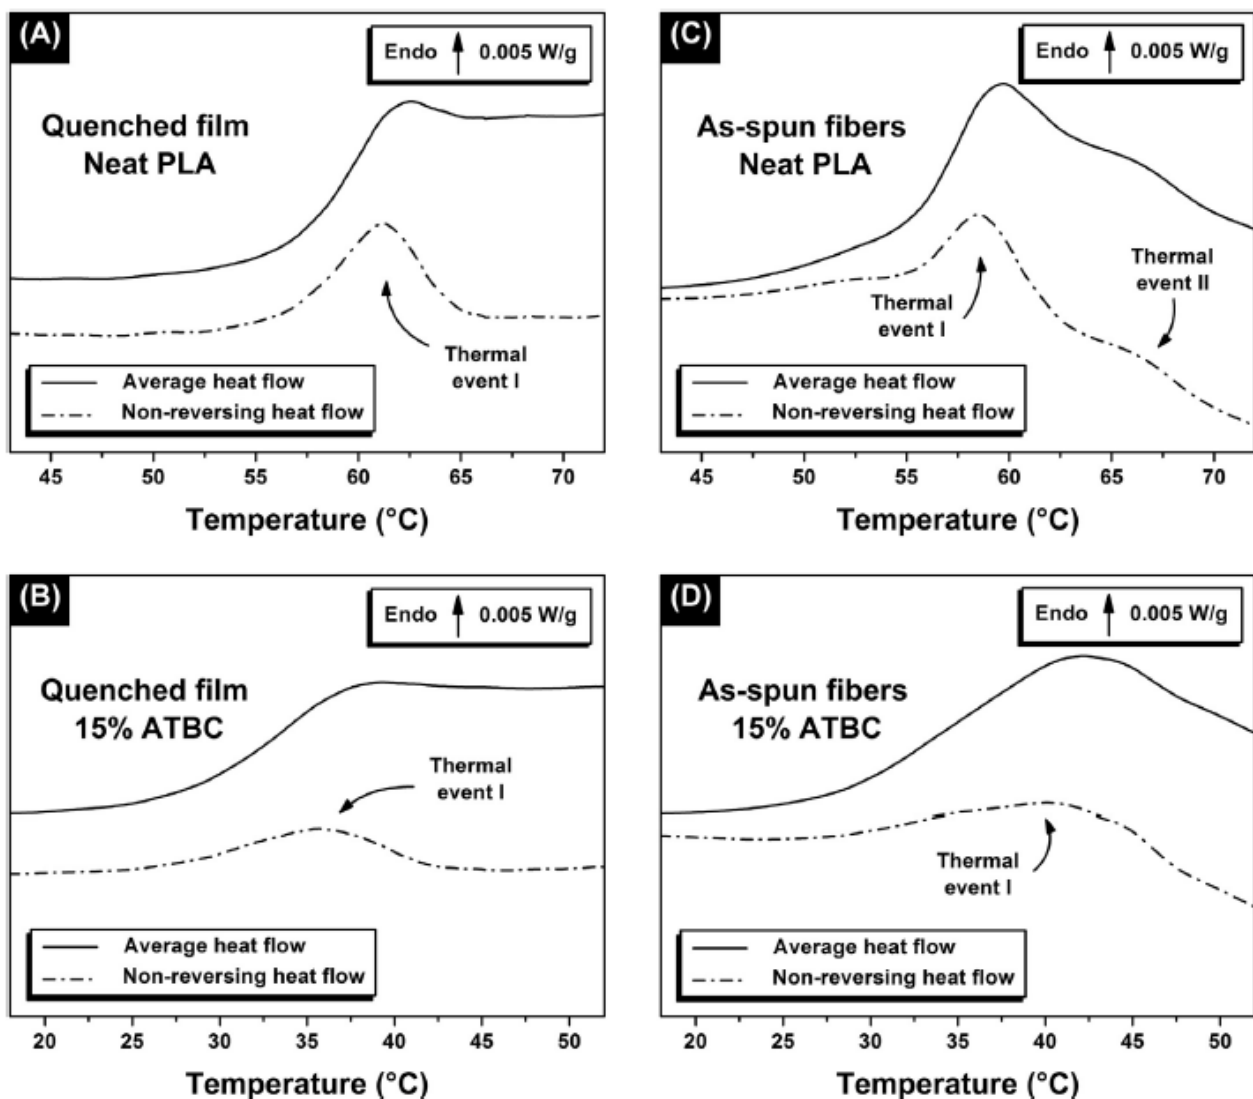 (A)
Endo 0.005 W/g
Quenched film
Neat PLA
Thermal
event I
Average heat flow
Non-reversing heat flow
45 50 55 60 65 70
Temperature (°C)
(C)
Endo 0.005 W/g
As-spun fibers
Neat PLA
Thermal
event II
Thermal
event I
Average heat flow
Non-reversing heat flow
45 50 55 60 65 70
Temperature (°C)
(B)
Endo 0.005 W/g
Quenched film
15% ATBC
Thermal
event I
Average heat flow
Non-reversing heat flow
20 25 30 35 40 45 50
Temperature (°C)
(D)
Endo 0.005 W/g
As-spun fibers
15% ATBC
Thermal
event I
Average heat flow
Non-reversing heat flow
20 25 30 35 40 45 50
Temperature (°C)